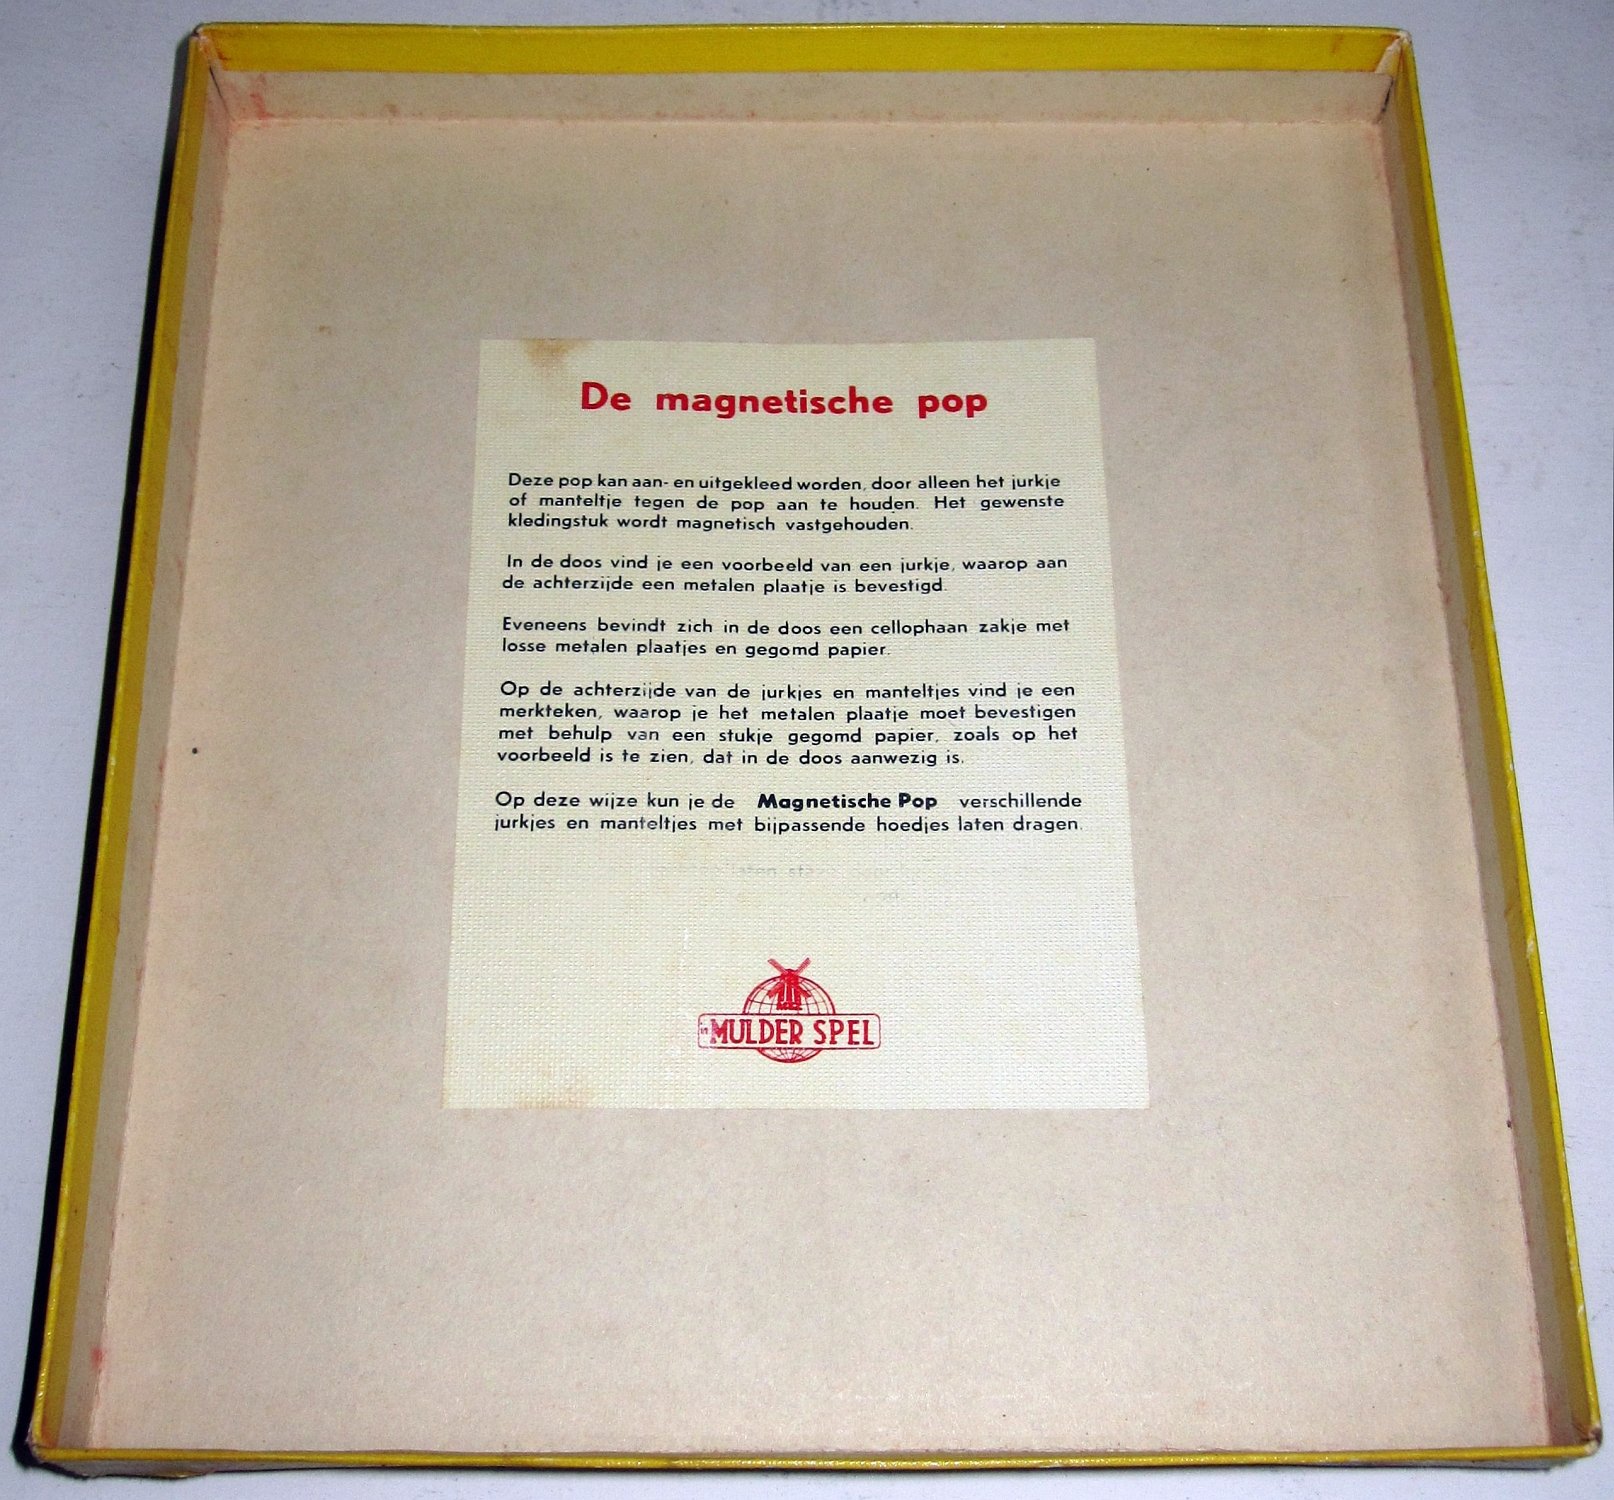 De magnetische pop
Deze pop kan aan- en uitgekleed worden, door alleen het jurkje
of manteltje tegen de pop aan te houden. Het gewenste
kledingstuk wordt magnetisch vastgehouden.
In de doos vind je een voorbeeld van een jurkje, waarop aan
de achterzijde een metalen plaatje is bevestigd.
Eveneens bevindt zich in de doos een cellophaan zakje met
losse metalen plaatjes en gegomd papier.
Op de achterzijde van de jurkjes en manteltjes vind je een
merkteken, waarop je het metalen plaatje moet bevestigen
met behulp van een stukje gegomd papier, zoals op het
voorbeeld is te zien, dat in de doos aanwezig is.
Op deze wijze kun je de Magnetische Pop verschillende
jurkjes en manteltjes met bijpassende hoedjes laten dragen.
'n MULDER SPEL